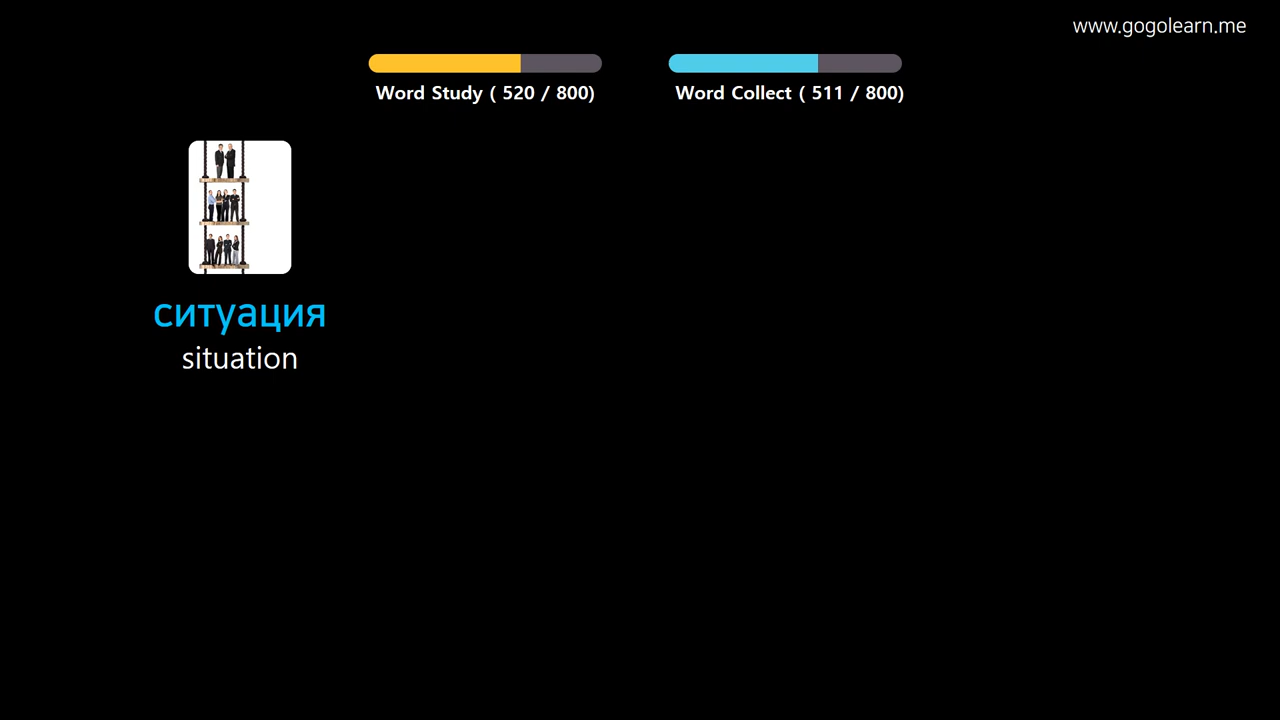 www.gogolearn.me
Word Study ( 520 / 800)
Word Collect ( 511 / 800)
ситуация
situation